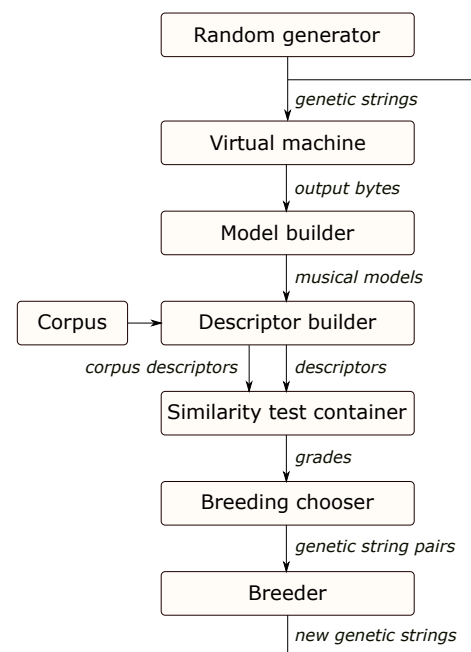 Random generator
genetic strings
Virtual machine
output bytes
Model builder
musical models
Corpus
Descriptor builder
corpus descriptors
descriptors
Similarity test container
grades
Breeding chooser
genetic string pairs
Breeder
new genetic strings